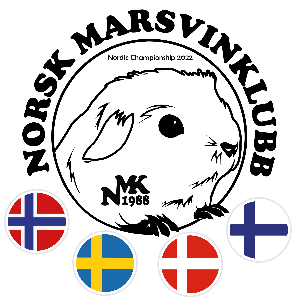 NORSK MARSVINKLUBB
Nordic Championship 2022
NMK
1988